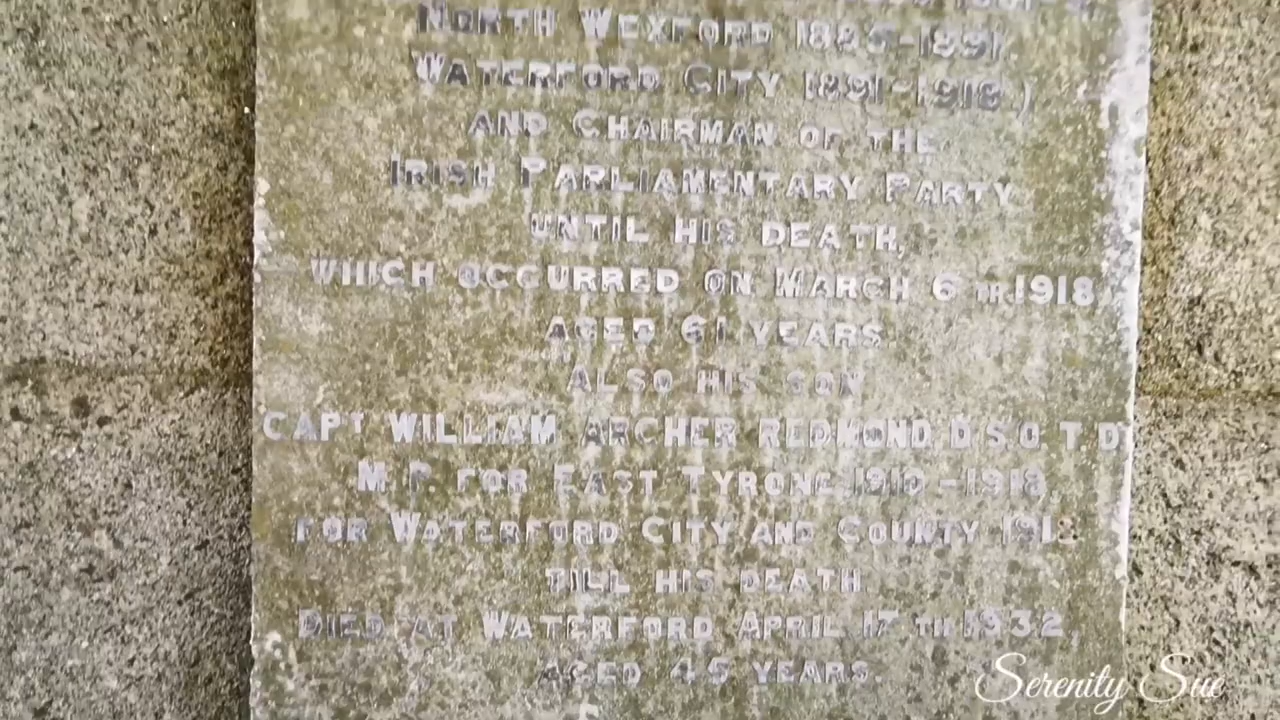 North Wexford 1885-1891.
Waterford City 1891-1918.)
and Chairman of the
Irish Parliamentary Party
until his death,
which occurred on March 6th 1918
aged 61 years.
Also his son
CAPT WILLIAM ARCHER REDMOND D.S.O. T.D.
M.P. for East Tyrone 1910-1918
for Waterford City and County 1918
till his death.
Died at Waterford April 17th 1932,
aged 45 years.
Serenity Sue